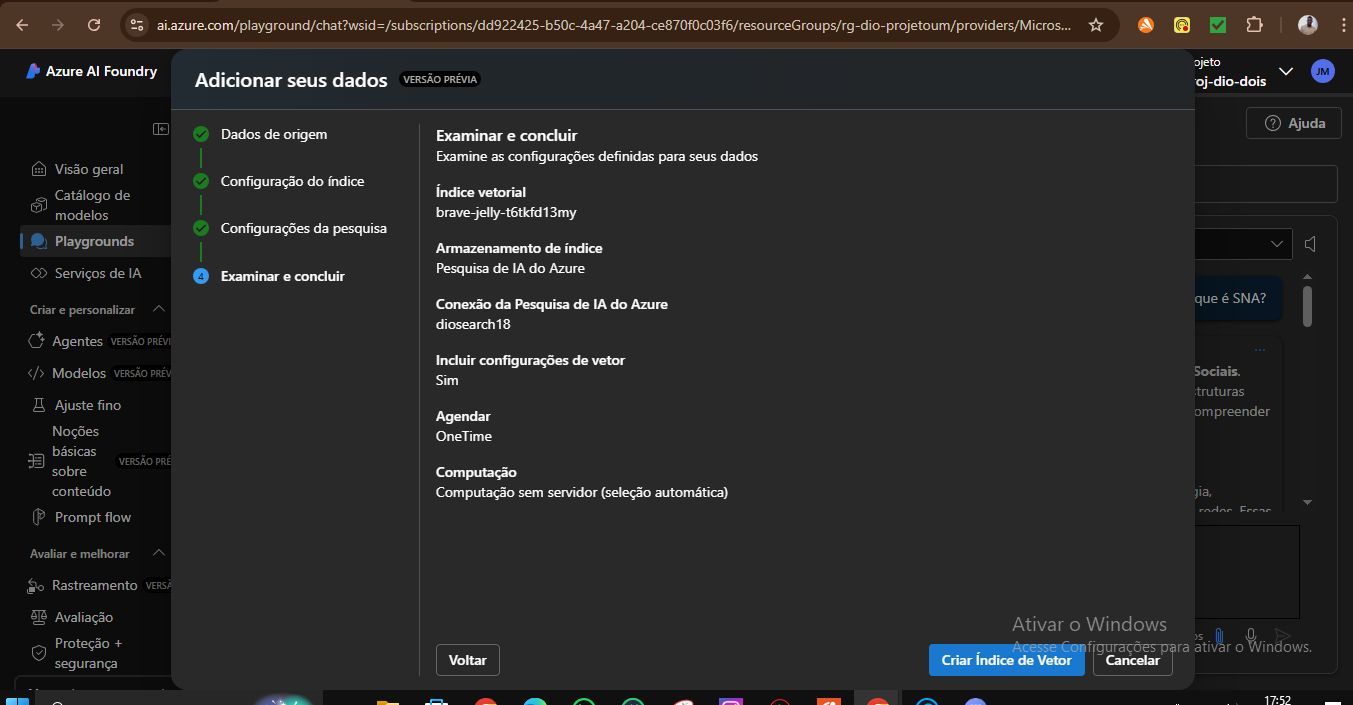 ai.azure.com/playground/chat?wsid=/subscriptions/dd922425-b50c-4a47-a204-ce870f0c03f6/resourceGroups/rg-dio-projetoum/providers/Micros...
Azure AI Foundry
Adicionar seus dados VERSÃO PRÉVIA
ojeto
roj-dio-dois
JM
Ajuda
Visão geral
Catálogo de
modelos
Playgrounds
Serviços de IA
Criar e personalizar
Agentes VERSÃO PRÉVI
Modelos VERSÃO PRÉV
Ajuste fino
Noções
básicas
sobre
conteúdo
VERSÃO PRÉ
Prompt flow
Avaliar e melhorar
Rastreamento VERSÃ
Avaliação
Proteção +
segurança
Dados de origem
Configuração do índice
Configurações da pesquisa
4 Examinar e concluir
Examinar e concluir
Examine as configurações definidas para seus dados
Índice vetorial
brave-jelly-t6tkfd13my
Armazenamento de índice
Pesquisa de IA do Azure
Conexão da Pesquisa de IA do Azure
diosearch18
Incluir configurações de vetor
Sim
Agendar
OneTime
Computação
Computação sem servidor (seleção automática)
Voltar
Criar Índice de Vetor
Cancelar
que é SNA?
Sociais.
truturas
ompreender
gia,
redes. Essas
os
Ativar o Windows
Acesse Configurações para ativar o Windows.
17:52